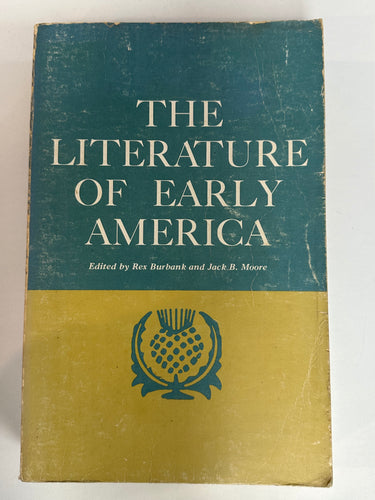 THE
LITERATURE
OF EARLY
AMERICA
Edited by Rex Burbank and Jack B. Moore